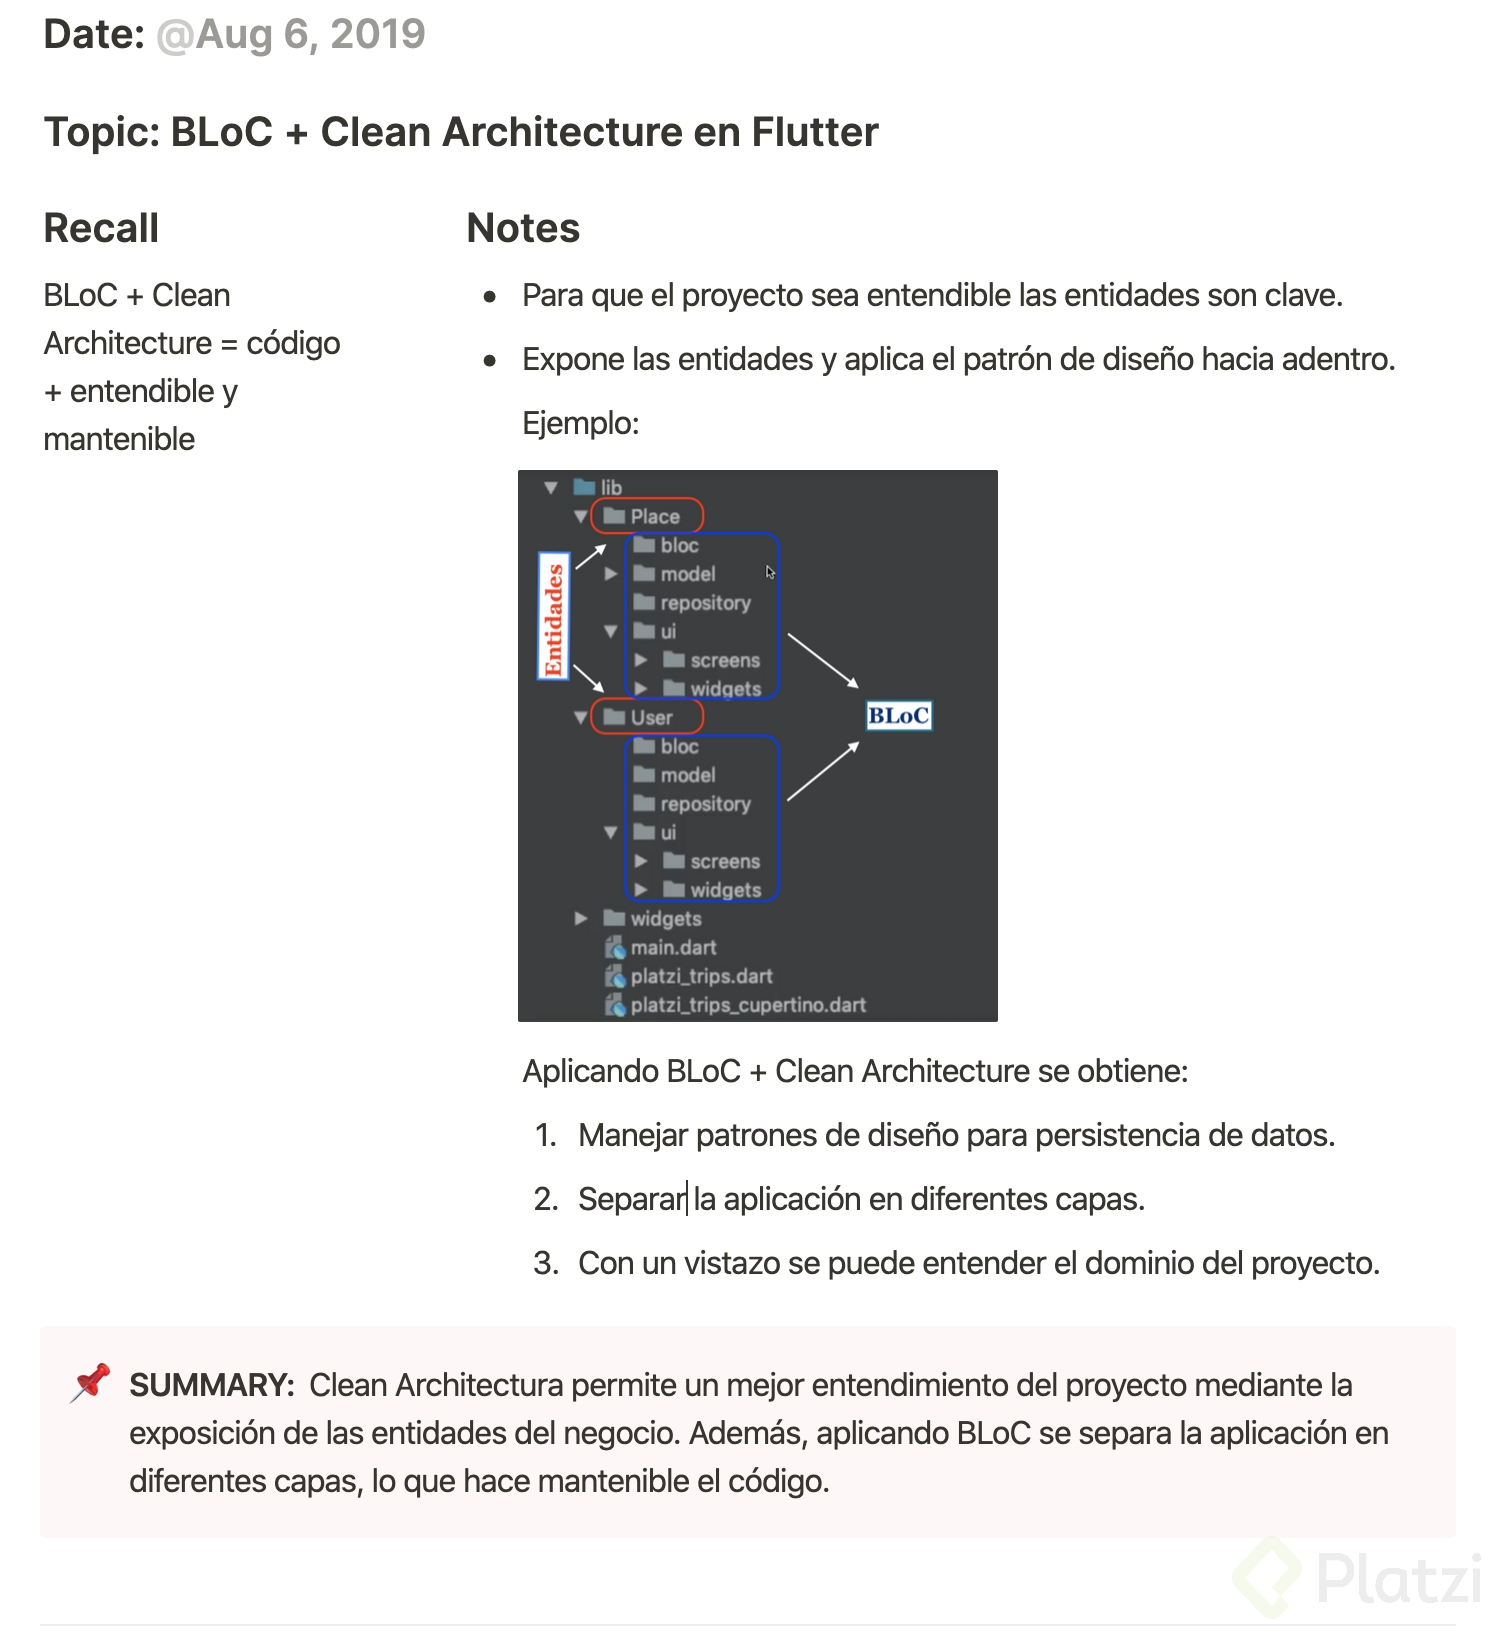 Date: @Aug 6, 2019
Topic: BLoC + Clean Architecture en Flutter
Recall
BLoC + Clean
Architecture = código
+ entendible y
mantenible
Notes
• Para que el proyecto sea entendible las entidades son clave.
• Expone las entidades y aplica el patrón de diseño hacia adentro.
Ejemplo:
lib
Place
bloc
model
repository
ui
screens
widgets
User
bloc
model
repository
ui
screens
widgets
widgets
main.dart
platzi_trips.dart
platzi_trips_cupertino.dart
Entidades
BLoC
Aplicando BLoC + Clean Architecture se obtiene:
1. Manejar patrones de diseño para persistencia de datos.
2. Separar la aplicación en diferentes capas.
3. Con un vistazo se puede entender el dominio del proyecto.
SUMMARY: Clean Architectura permite un mejor entendimiento del proyecto mediante la
exposición de las entidades del negocio. Además, aplicando BLoC se separa la aplicación en
diferentes capas, lo que hace mantenible el código.
Platzi